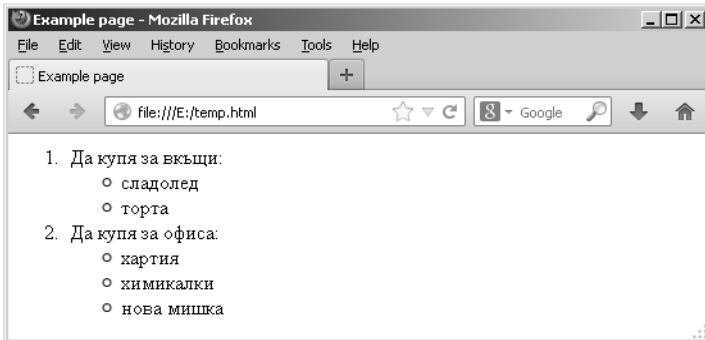 Example page - Mozilla Firefox
File Edit View History Bookmarks Tools Help
Example page
file:///E:/temp.html 8 Google
1. Да купя за вкъщи:
сладолед
торта
2. Да купя за офиса:
хартия
химикалки
нова мишка